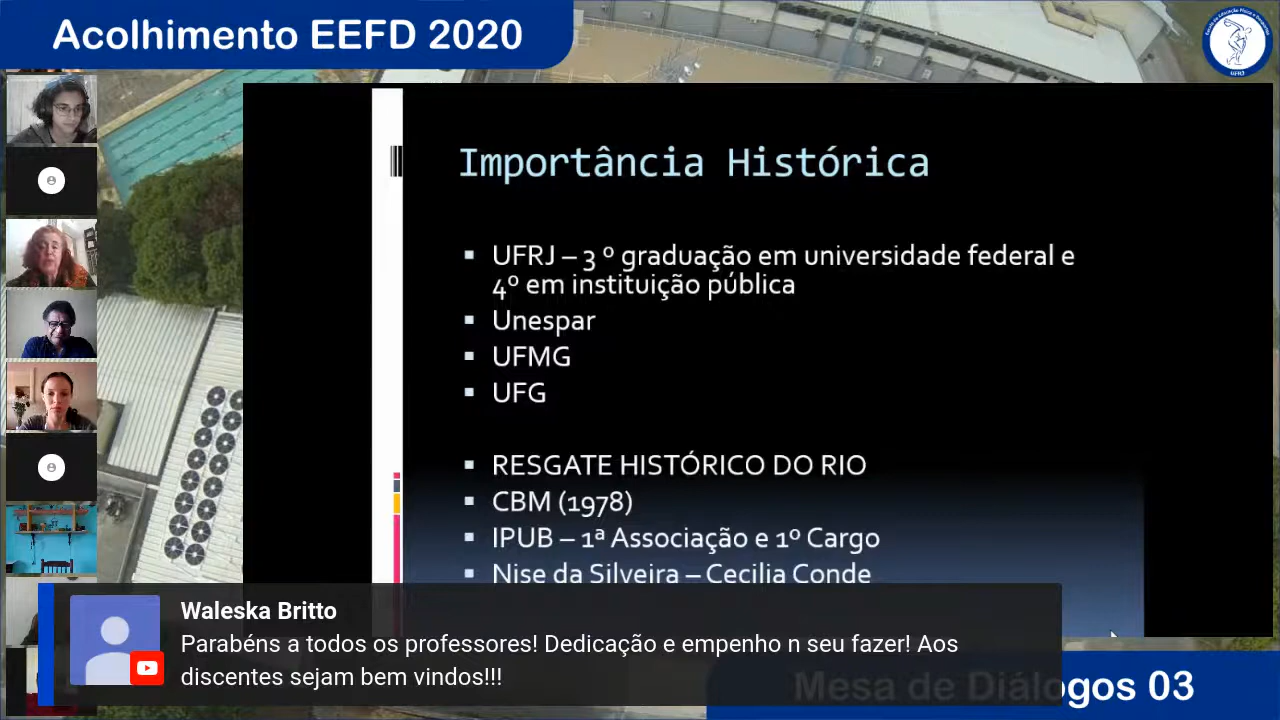 Acolhimento EEFD 2020
UFRJ
Importância Histórica
UFRJ – 3 º graduação em universidade federal e
4º em instituição pública
Unespar
UFMG
UFG
RESGATE HISTÓRICO DO RIO
CBM (1978)
IPUB – 1ª Associação e 1º Cargo
Nise da Silveira – Cecilia Conde
Waleska Britto
Parabéns a todos os professores! Dedicação e empenho n seu fazer! Aos
discentes sejam bem vindos!!!
Mesa de Diálogos 03